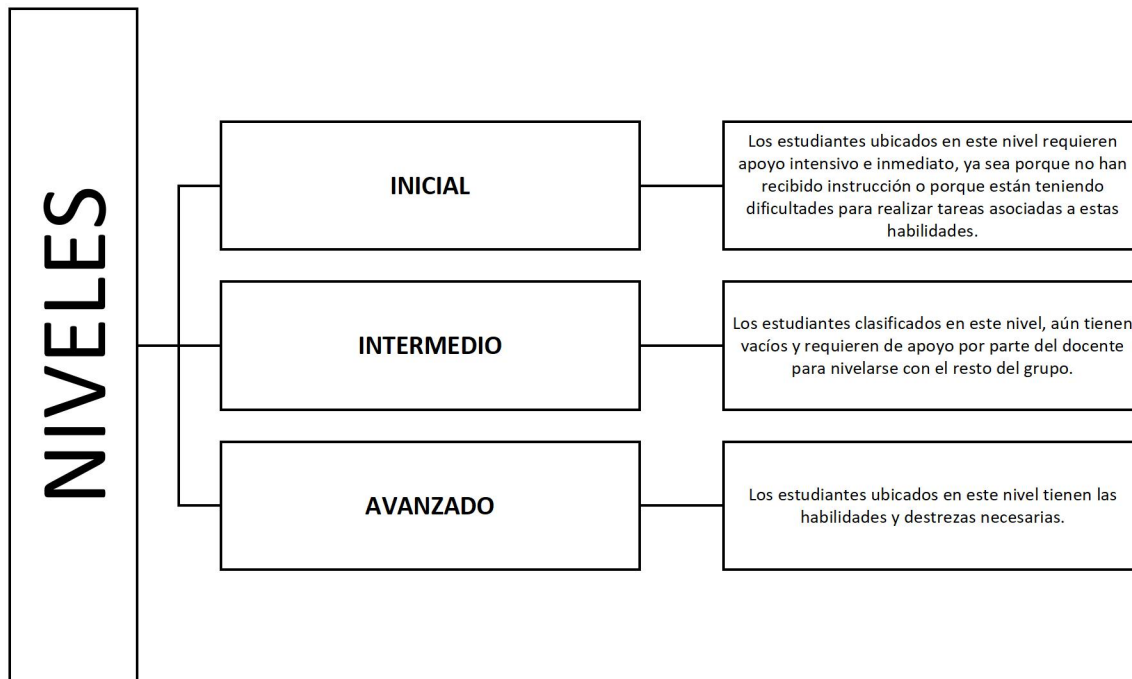 NIVELES
INICIAL
Los estudiantes ubicados en este nivel requieren
apoyo intensivo e inmediato, ya sea porque no han
recibido instrucción o porque están teniendo
dificultades para realizar tareas asociadas a estas
habilidades.
INTERMEDIO
Los estudiantes clasificados en este nivel, aún tienen
vacíos y requieren de apoyo por parte del docente
para nivelarse con el resto del grupo.
AVANZADO
Los estudiantes ubicados en este nivel tienen las
habilidades y destrezas necesarias.